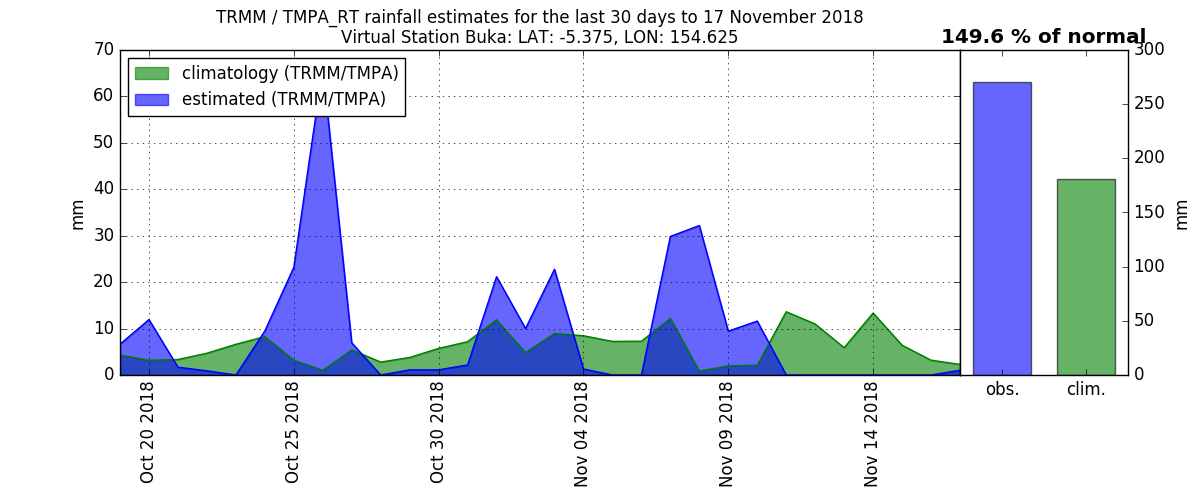 TRMM / TMPA_RT rainfall estimates for the last 30 days to 17 November 2018
Virtual Station Buka: LAT: -5.375, LON: 154.625
149.6 % of normal
climatology (TRMM/TMPA)
estimated (TRMM/TMPA)
70
60
50
40
30
20
10
0
mm
Oct 20 2018
Oct 25 2018
Oct 30 2018
Nov 04 2018
Nov 09 2018
Nov 14 2018
300
250
200
150
100
50
0
mm
obs.
clim.